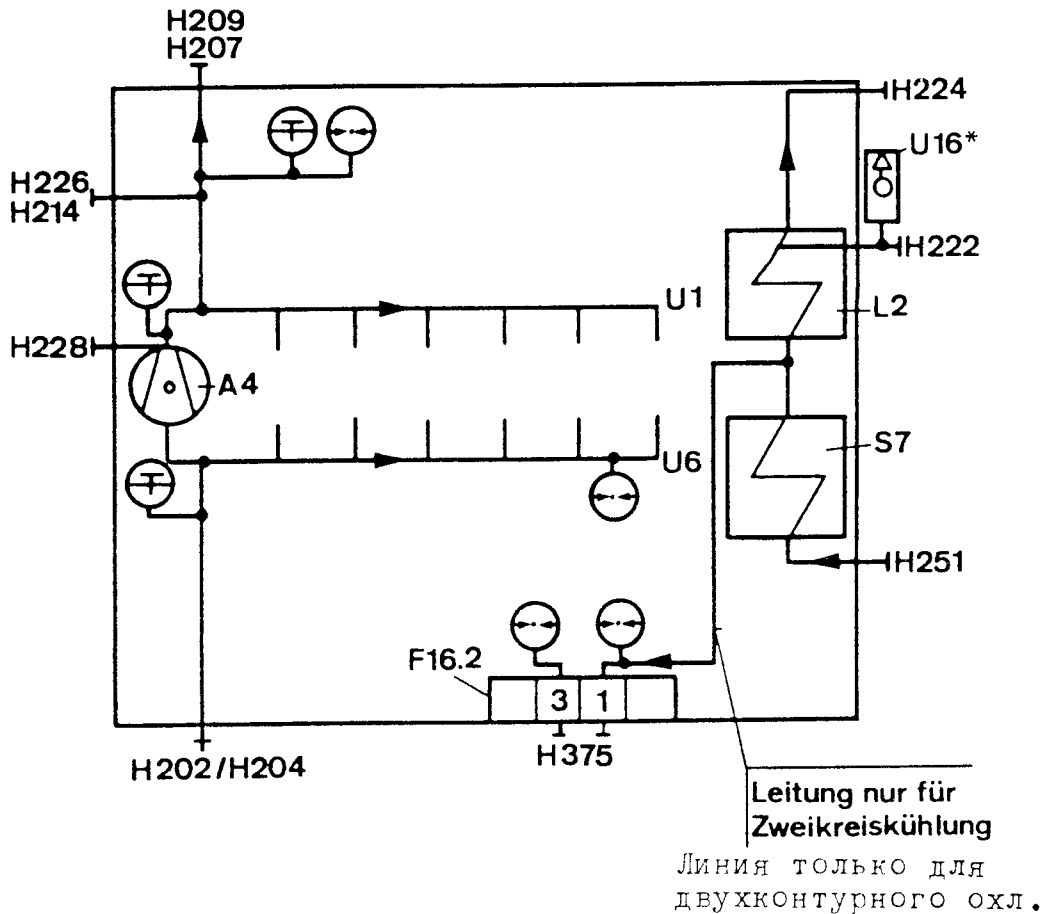 H209
H207
H224
U16*
H226
H214
H222
U1
L2
H228
A4
S7
U6
H251
F16.2
3
1
H375
H202/H204
Leitung nur für
Zweikreiskühlung
Линия только для
двухконтурного охл.